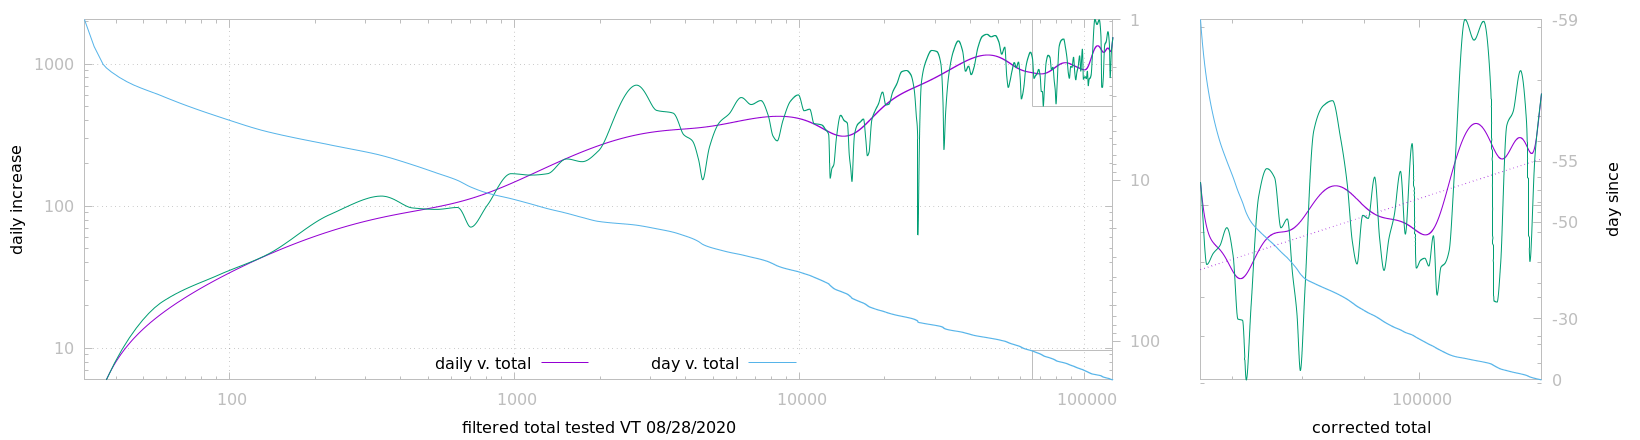 1000
100
10
daily increase
daily v. total
day v. total
100
1000
10000
100000
filtered total tested VT 08/28/2020
1
10
100
-59
-55
-50
-30
0
day since
100000
corrected total